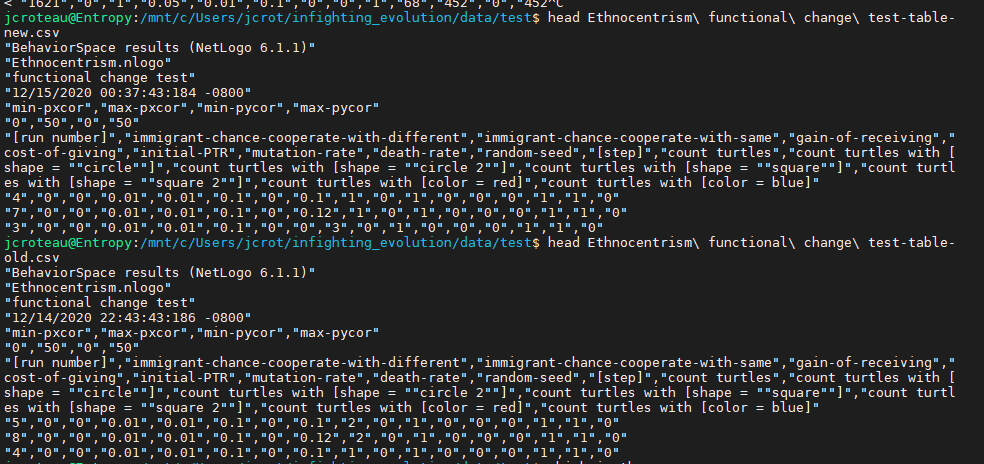 < "1621","0","1","0.05","0.01","0.1","0","0","1","68","452","0","452^C
jcroteau@Entropy:/mnt/c/Users/jcrot/infighting_evolution/data/test$ head Ethnocentrism\ functional\ change\ test-table-
new.csv
"BehaviorSpace results (NetLogo 6.1.1)"
"Ethnocentrism.nlogo"
"functional change test"
"12/15/2020 00:37:43:184 -0800"
"min-pxcor","max-pxcor","min-pycor","max-pycor"
"0","50","0","50"
"[run number]","immigrant-chance-cooperate-with-different","immigrant-chance-cooperate-with-same","gain-of-receiving","
cost-of-giving","initial-PTR","mutation-rate","death-rate","random-seed","[step]","count turtles","count turtles with [
shape = ""circle""]","count turtles with [shape = ""circle 2""]","count turtles with [shape = ""square""]","count turtl
es with [shape = ""square 2""]","count turtles with [color = red]","count turtles with [color = blue]"
"4","0","0","0.01","0.01","0.1","0","0.1","1","0","1","0","0","0","1","1","0"
"7","0","0","0.01","0.01","0.1","0","0.12","1","0","1","0","0","0","1","1","0"
"3","0","0","0.01","0.01","0.1","0","0","3","0","1","0","0","0","1","1","0"
jcroteau@Entropy:/mnt/c/Users/jcrot/infighting_evolution/data/test$ head Ethnocentrism\ functional\ change\ test-table-
old.csv
"BehaviorSpace results (NetLogo 6.1.1)"
"Ethnocentrism.nlogo"
"functional change test"
"12/14/2020 22:43:43:186 -0800"
"min-pxcor","max-pxcor","min-pycor","max-pycor"
"0","50","0","50"
"[run number]","immigrant-chance-cooperate-with-different","immigrant-chance-cooperate-with-same","gain-of-receiving","
cost-of-giving","initial-PTR","mutation-rate","death-rate","random-seed","[step]","count turtles","count turtles with [
shape = ""circle""]","count turtles with [shape = ""circle 2""]","count turtles with [shape = ""square""]","count turtl
es with [shape = ""square 2""]","count turtles with [color = red]","count turtles with [color = blue]"
"5","0","0","0.01","0.01","0.1","0","0.1","2","0","1","0","0","0","1","1","0"
"8","0","0","0.01","0.01","0.1","0","0.12","2","0","1","0","0","0","1","1","0"
"4","0","0","0.01","0.01","0.1","0","0.1","1","0","1","0","0","0","1","1","0"